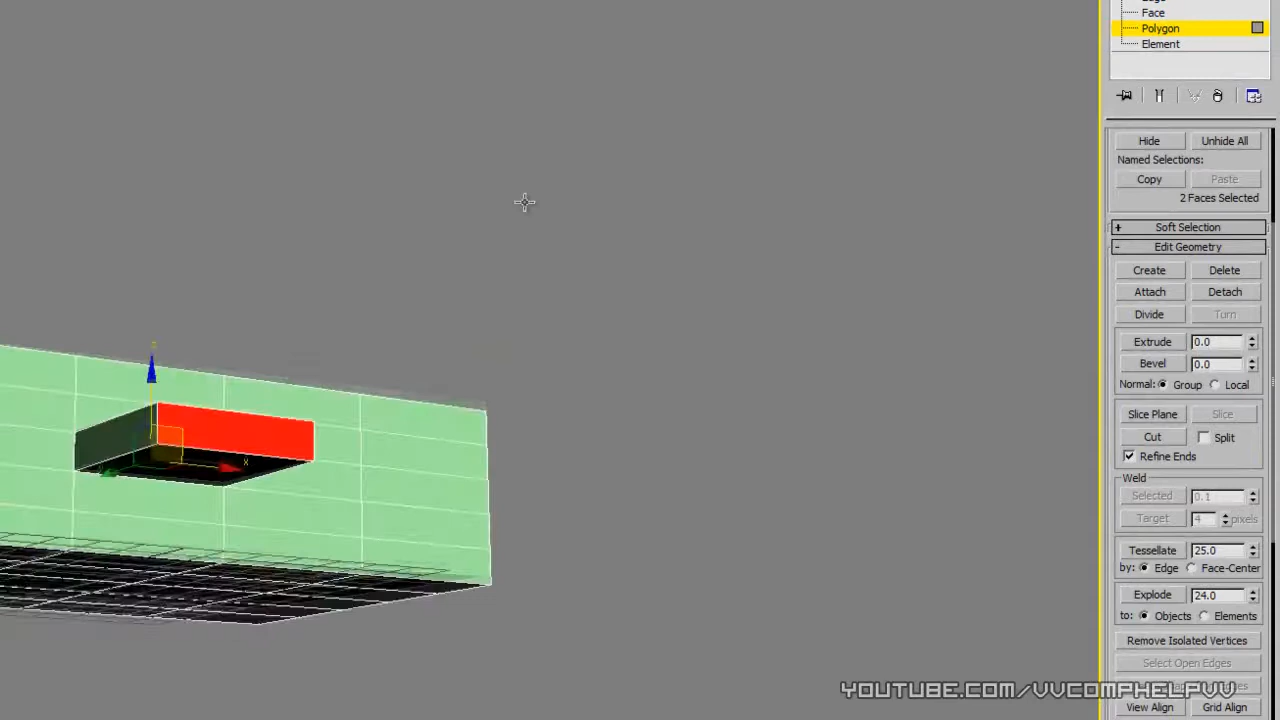 Face
Polygon
Element
Hide Unhide All
Named Selections:
Copy Paste
2 Faces Selected
+ Soft Selection
- Edit Geometry
Create Delete
Attach Detach
Divide Turn
Extrude 0.0
Bevel 0.0
Normal: Group Local
Slice Plane Slice
Cut Split
Refine Ends
Weld
Selected 0.1
Target 4 pixels
Tessellate 25.0
by: Edge Face-Center
Explode 24.0
to: Objects Elements
Remove Isolated Vertices
Select Open Edges
YOUTUBE.COM/VVCOMPHELPVV
View Align Grid Align
x